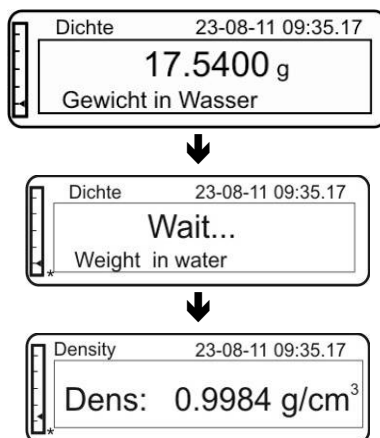 Dichte 23-08-11 09:35.17
17.5400 g
Gewicht in Wasser
Dichte 23-08-11 09:35.17
Wait...
Weight in water
*
Density 23-08-11 09:35.17
Dens: 0.9984 g/cm³
*